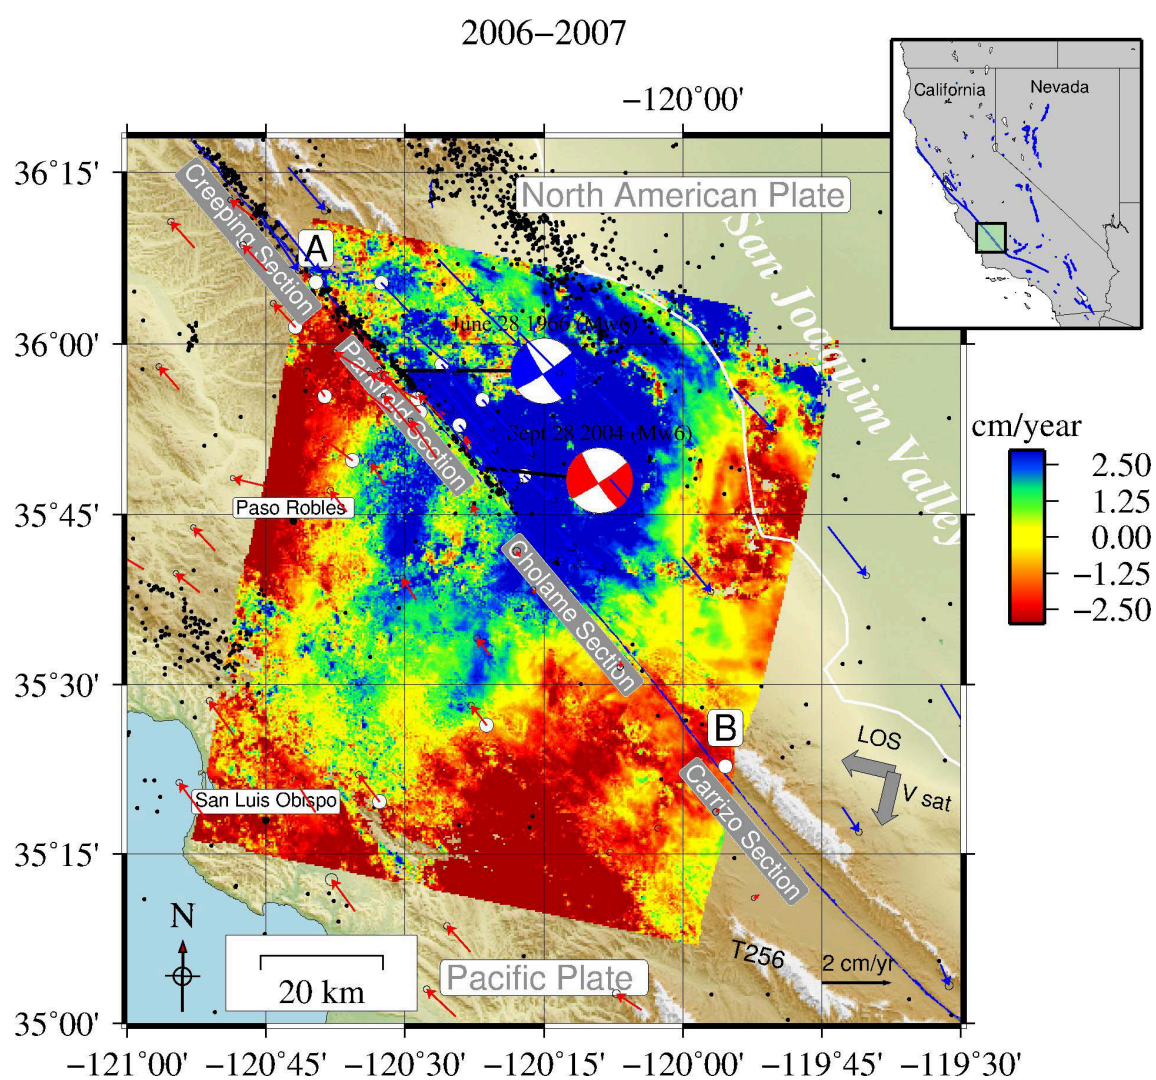 2006−2007
−120°00'
California
Nevada
36°15'
36°00'
35°45'
35°30'
35°15'
35°00'
North American Plate
San Joaquim Valley
Creeping Section
A
June 28 1966 (Mw6)
Parkfield Section
Sept 28 2004 (Mw6)
cm/year
2.50
1.25
0.00
−1.25
−2.50
Paso Robles
Cholame Section
B
LOS
V sat
Carrizo Section
San Luis Obispo
N
20 km
Pacific Plate
T256
2 cm/yr
−121°00'
−120°45'
−120°30'
−120°15'
−120°00'
−119°45'
−119°30'